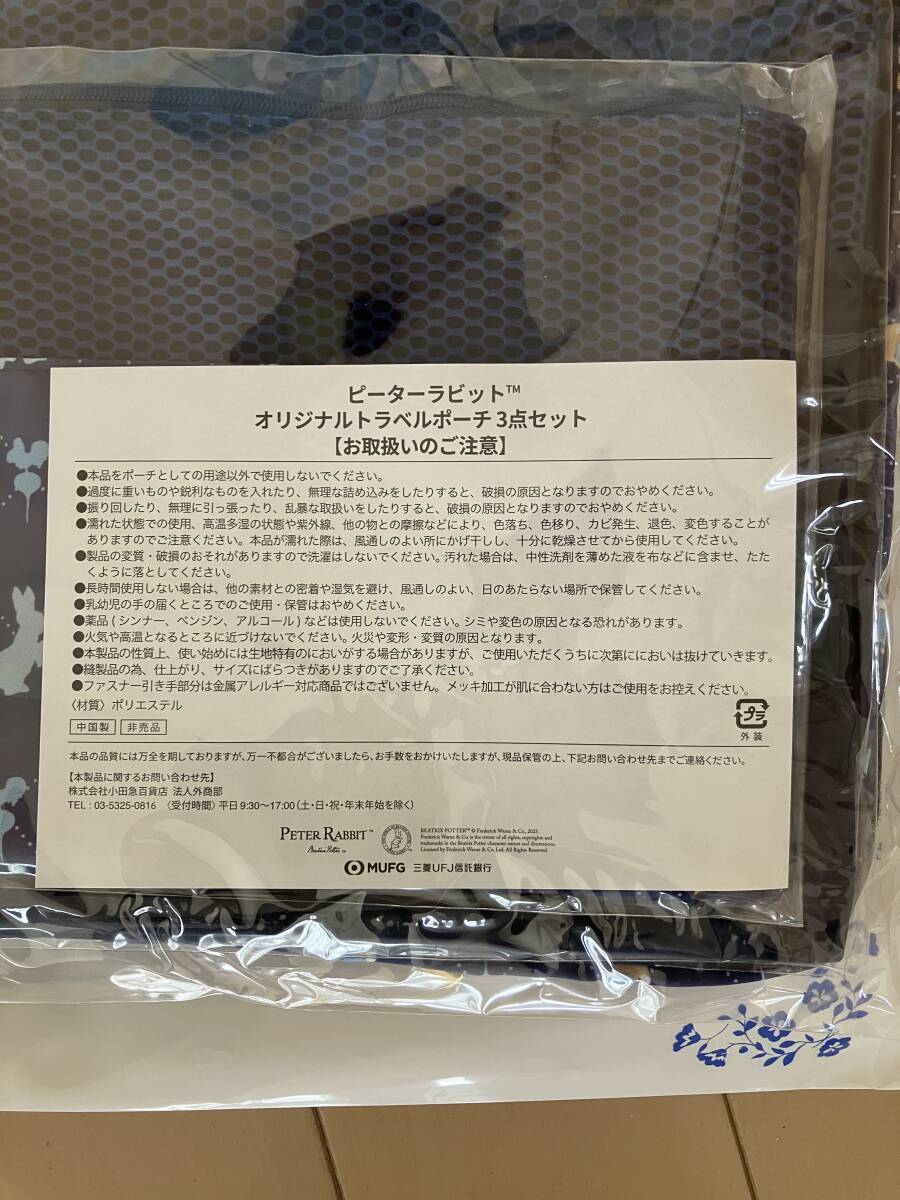 ピーターラビット™
オリジナルトラベルポーチ 3点セット
【お取扱いのご注意】
●本品をポーチとしての用途以外で使用しないでください。
●過度に重いものや鋭利なものを入れたり、無理な詰め込みをしたりすると、破損の原因となりますのでおやめください。
●振り回したり、無理に引っ張ったり、乱暴な取扱いをしたりすると、破損の原因となりますのでおやめください。
●濡れた状態での使用、高温多湿の状態や紫外線、他の物との摩擦などにより、色落ち、色移り、カビ発生、退色、変色することが
ありますのでご注意ください。本品が濡れた際は、風通しのよい所にかげ干しし、十分に乾燥させてから使用してください。
●製品の変質・破損のおそれがありますので洗濯はしないでください。汚れた場合は、中性洗剤を薄めた液を布などに含ませ、たた
くように落としてください。
●長時間使用しない場合は、他の素材との密着や湿気を避け、風通しのよい、日のあたらない場所で保管してください。
●乳幼児の手の届くところでのご使用・保管はおやめください。
●薬品(シンナー、ベンジン、アルコール)などは使用しないでください。シミや変色の原因となる恐れがあります。
●火気や高温となるところに近づけないでください。火災や変形・変質の原因となります。
●本製品の性質上、使い始めには生地特有のにおいがする場合がありますが、ご使用いただくうちに次第ににおいは抜けていきます。
●縫製品の為、仕上がり、サイズにばらつきがありますのでご了承ください。
●ファスナー引き手部分は金属アレルギー対応商品ではございません。メッキ加工が肌に合わない方はご使用をお控えください。
〈材質〉ポリエステル
中国製 非売品
プラ
外装
本品の品質には万全を期しておりますが、万一不都合がございましたら、お手数をおかけいたしますが、現品保管の上、下記お問い合わせ先までご連絡ください。
【本製品に関するお問い合わせ先】
株式会社小田急百貨店 法人外商部
TEL : 03-5325-0816 〈受付時間〉平日9:30〜17:00(土・日・祝・年末年始を除く)
PETER RABBIT™
Beatrix Potter™
BEATRIX POTTER™ © Frederick Warne & Co., 2025.
Frederick Warne & Co. is the owner of all rights, copyrights and
trademarks in the Beatrix Potter character names and illustrations.
Licensed by Frederick Warne & Co. Ltd. All Rights Reserved.
MUFG 三菱UFJ信託銀行